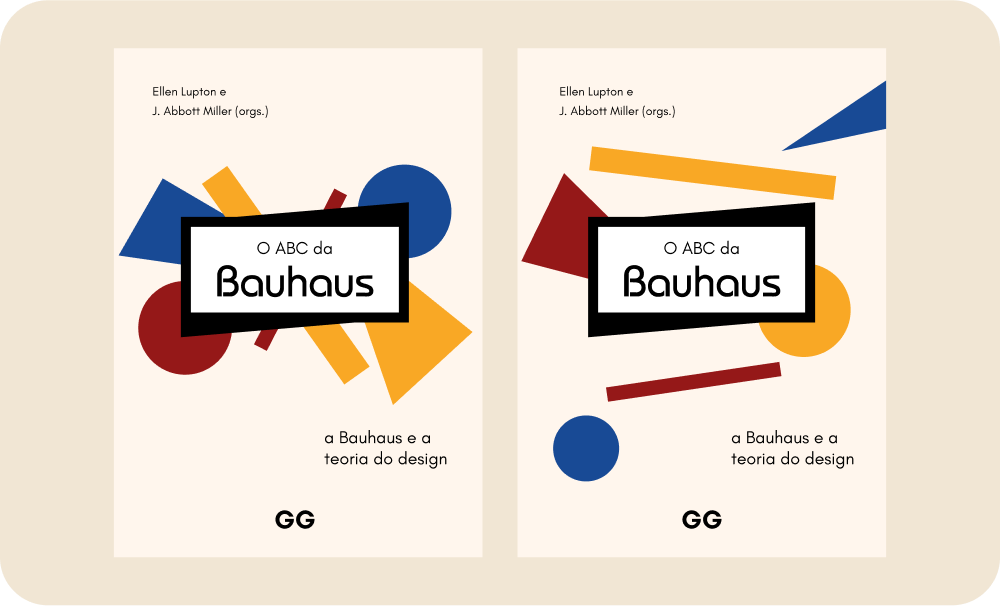 Ellen Lupton e
J. Abbott Miller (orgs.)
O ABC da
Bauhaus
a Bauhaus e a
teoria do design
GG
Ellen Lupton e
J. Abbott Miller (orgs.)
O ABC da
Bauhaus
a Bauhaus e a
teoria do design
GG